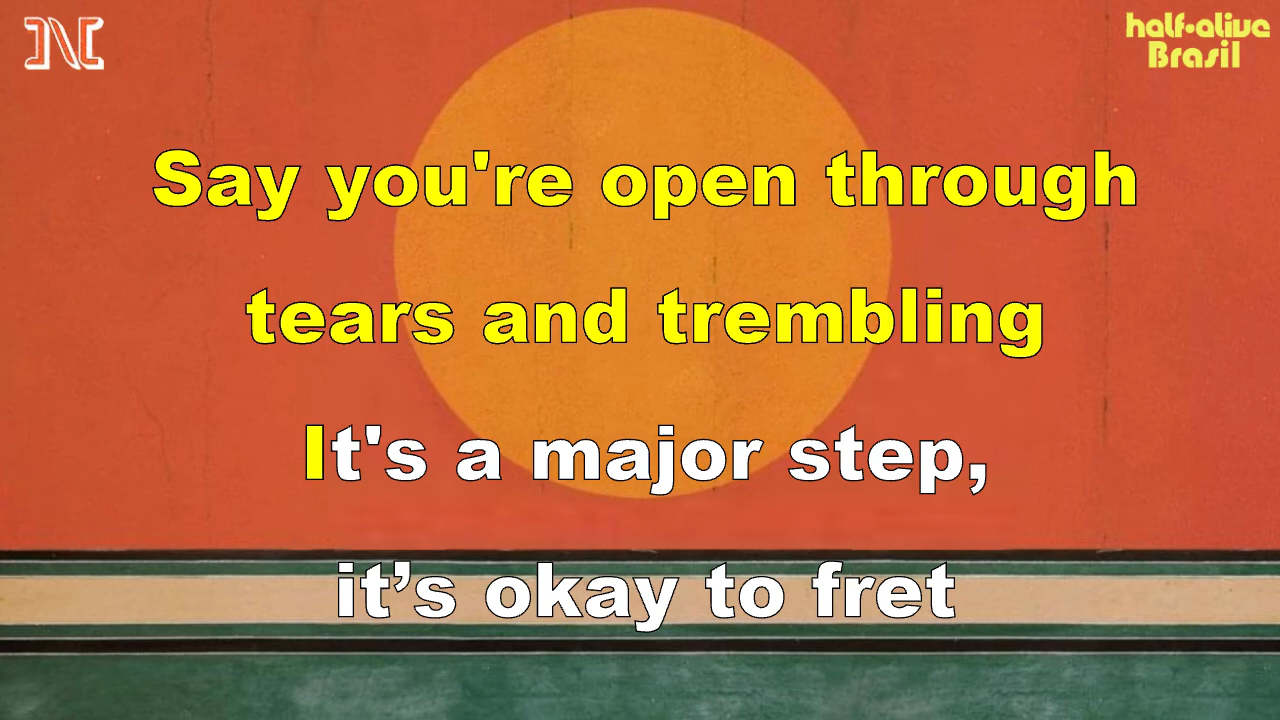 half•alive
Brasil
Say you're open through
tears and trembling
It's a major step,
it’s okay to fret